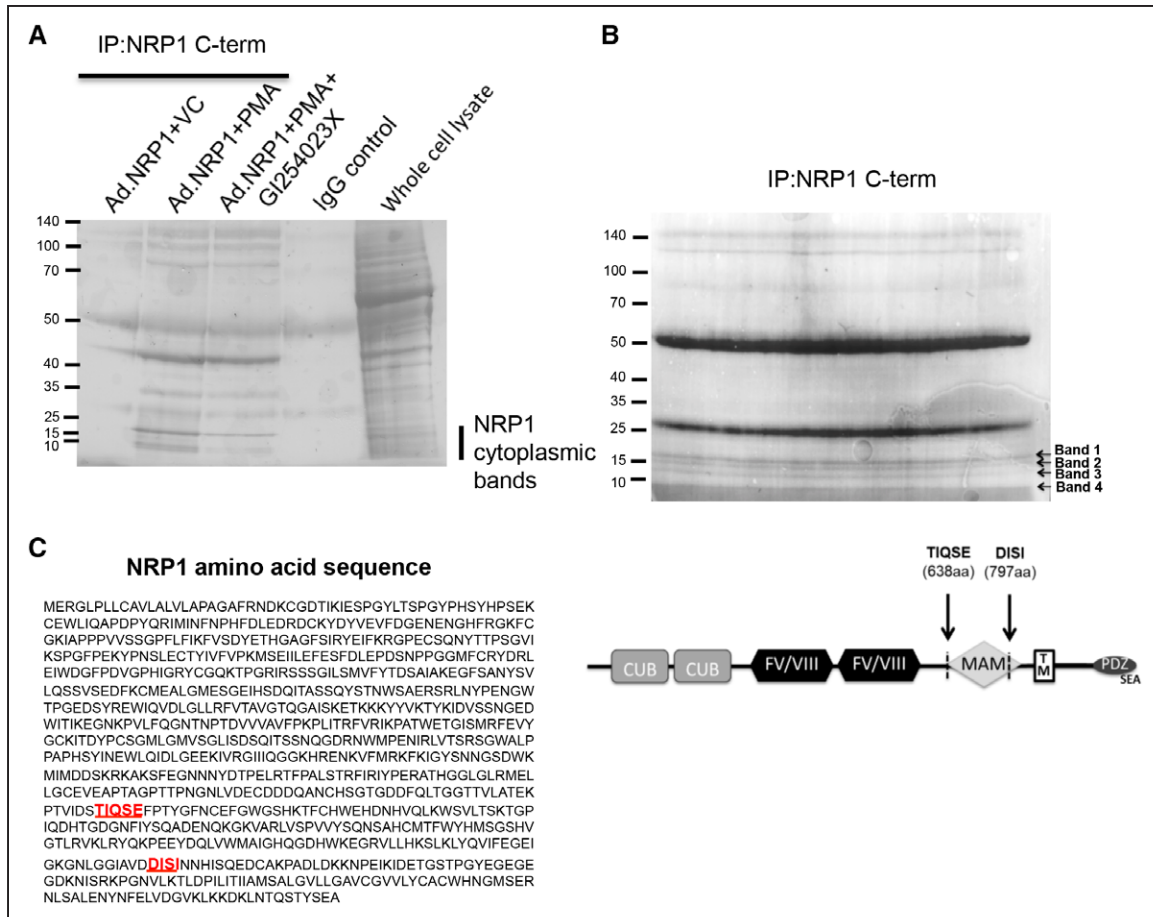 A
IP:NRP1 C-term
Ad.NRP1+VC
Ad.NRP1+PMA
Ad.NRP1+PMA+
GI254023X
IgG control
Whole cell lysate
140
100
70
50
40
35
25
15
10
NRP1
cytoplasmic
bands
B
IP:NRP1 C-term
140
100
70
50
40
35
25
15
10
Band 1
Band 2
Band 3
Band 4
C
NRP1 amino acid sequence
MERGLPLLCAVLALVLAPAGAFRNDKCGDTIKIESPGYLTSPGYPHSYHPSEK
CEWLIQAPDPYQRIMINFNPHFDLEDRDCKYDYVEVFDGENENGHFRGKFC
GKIAPPPVVSSGPFLFIKFVSDYETHGAGFSIRYEIFKRGPECSQNYTTPSGVI
KSPGFPEKYPNSLECTYIVFVPKMSEIILEFESFDLEPDSNPPGGMFCRYDRL
EIWDGFPDVGPHIGRYCGQKTPGRIRSSSGILSMVFYTDSAIAKEGFSANYSV
LQSSVSEDFKCMEALGMESGEIHSDQITASSQYSTNWSAERSRLNYPENGW
TPGEDSYREWIQVDLGLLRFVTAVGTQGAISKETKKKYYVKTYKIDVSSNGED
WITIKEGNKPVLFQGNTNPTDVVVAVFPKPLITRFVRIKPATWETGISMRFEVY
GCKITDYPCSGMLGMVSGLISDSQITSSNQGDRNWMPENIRLVTSRSGWALP
PAPHSYINEWLQIDLGEEKIVRGIIIQGGKHRENKVFMRKFKIGYSNNGSDWK
MIMDDSKRKAKSFEGNNNYDTPELRTFPALSTRFIRIYPERATHGGLGLRMEL
LGCEVEAPTAGPTTPNGNLVDECDDDQANCHSGTGDDFQLTGGTTVLATEK
PTVIDSTIQSEFPTYGFNCEFGWGSHKTFCHWEHDNHVQLKWSVLTSKTGP
IQDHTGDGNFIYSQADENQKGKVARLVSPVVYSQNSAHCMTFWYHMSGSHV
GTLRVKLRYQKPEEYDQLVWMAIGHQGDHWKEGRVLLHKSLKLYQVIFEGEI
GKGNLGGIAVDDISINNHISQEDCAKPADLDKKNPEIKIDETGSTPGYEGEGE
GDKNISRKPGNVLKTLDPILITIIAMSALGVLLGAVCGVVLYCACWHNGMSER
NLSALENYNFELVDGVKLKKDKLNTQSTYSEA
TIQSE
(638aa)
DISI
(797aa)
CUB
CUB
FV/VIII
FV/VIII
MAM
TM
PDZ
SEA